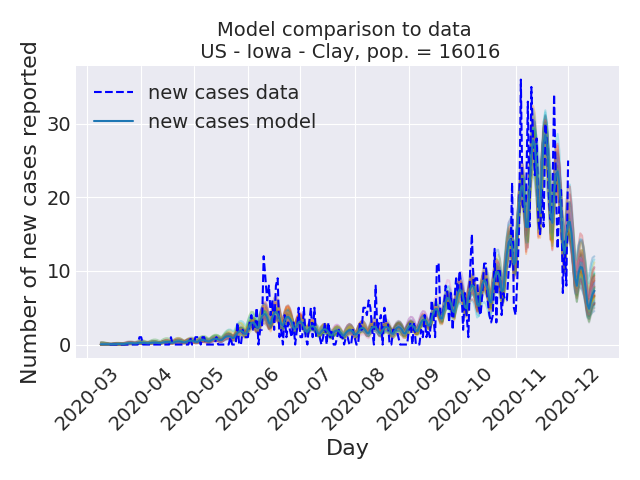 Model comparison to data
US - Iowa - Clay, pop. = 16016
Number of new cases reported
new cases data
new cases model
30
20
10
0
2020-03
2020-04
2020-05
2020-06
2020-07
2020-08
2020-09
2020-10
2020-11
2020-12
Day